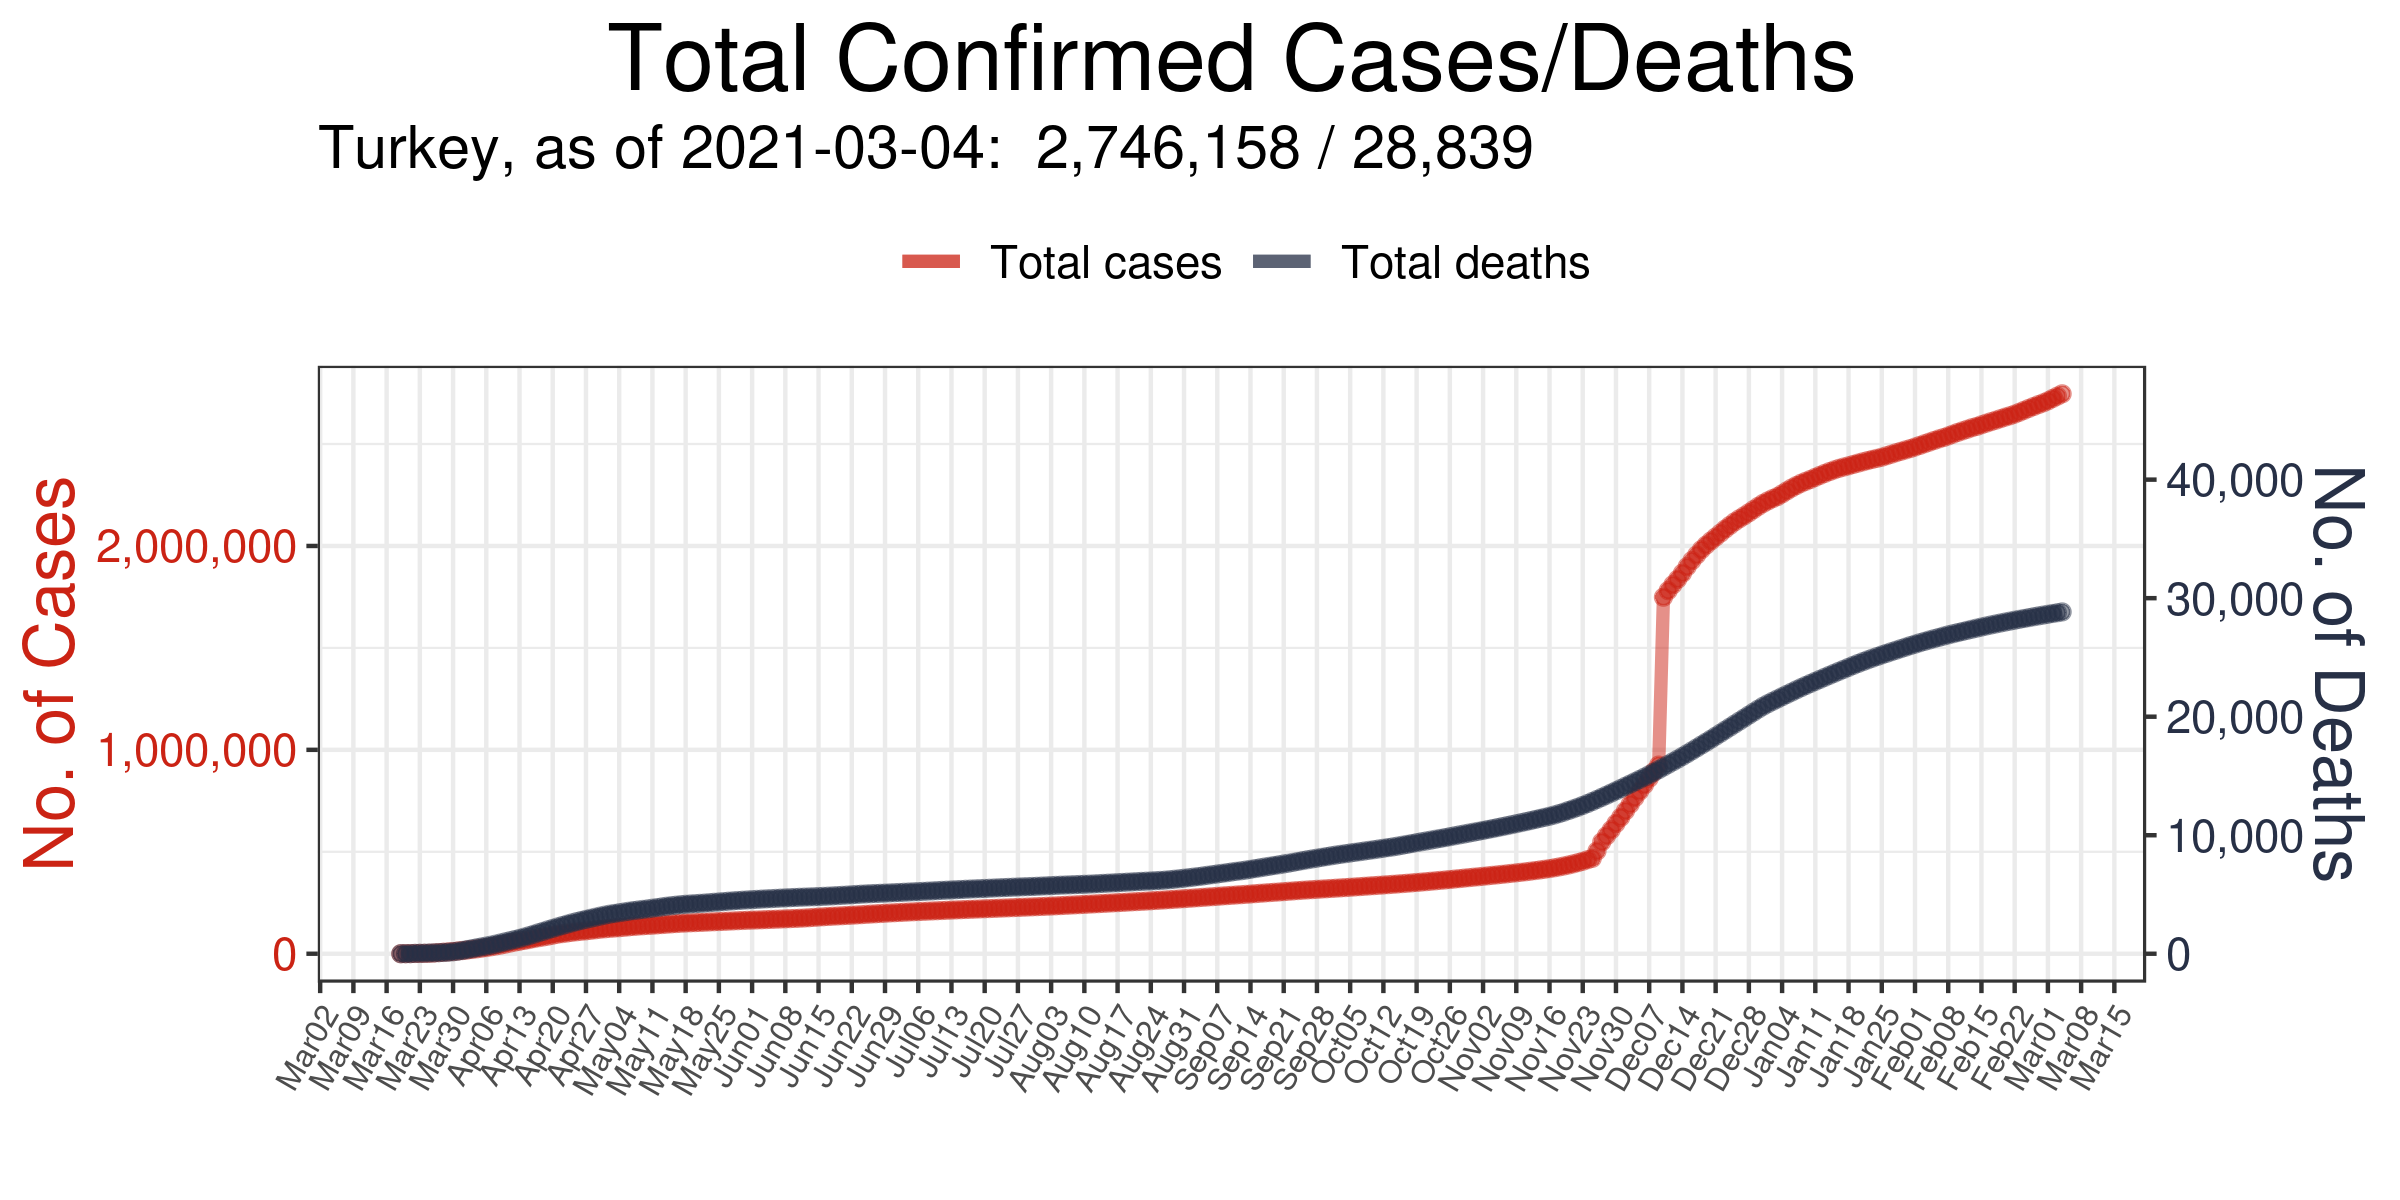 Total Confirmed Cases/Deaths
Turkey, as of 2021-03-04:  2,746,158 / 28,839
Total cases
Total deaths
No. of Cases
2,000,000
1,000,000
0
40,000
30,000
20,000
10,000
0
No. of Deaths
Mar02
Mar09
Mar16
Mar23
Mar30
Apr06
Apr13
Apr20
Apr27
May04
May11
May18
May25
Jun01
Jun08
Jun15
Jun22
Jun29
Jul06
Jul13
Jul20
Jul27
Aug03
Aug10
Aug17
Aug24
Aug31
Sep07
Sep14
Sep21
Sep28
Oct05
Oct12
Oct19
Oct26
Nov02
Nov09
Nov16
Nov23
Nov30
Dec07
Dec14
Dec21
Dec28
Jan04
Jan11
Jan18
Jan25
Feb01
Feb08
Feb15
Feb22
Mar01
Mar08
Mar15